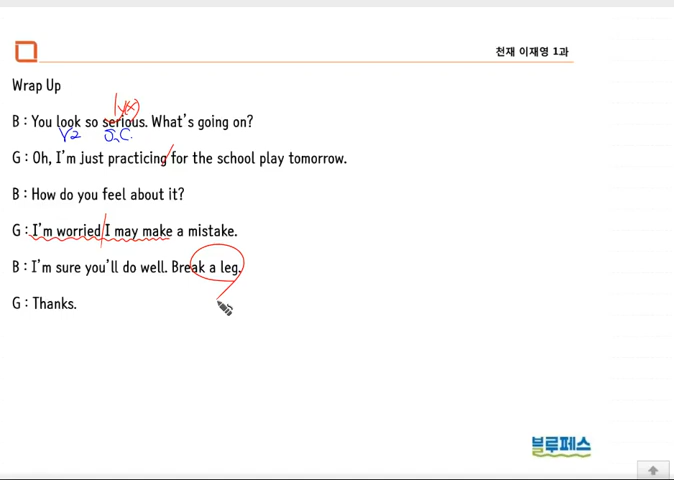 천재 이재영 1과
Wrap Up
ly(x)
B : You look so serious. What's going on?
V2
G : Oh, I'm just practicing for the school play tomorrow.
B : How do you feel about it?
G : I'm worried I may make a mistake.
B : I'm sure you'll do well. Break a leg.
G : Thanks.
블루페스